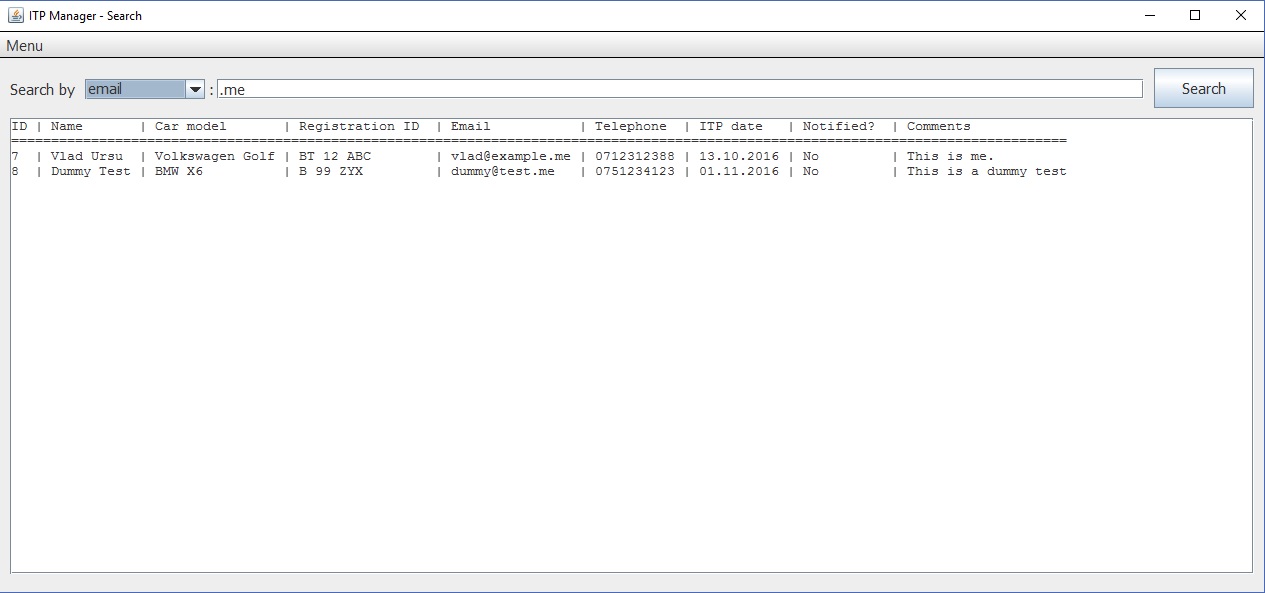 ITP Manager - Search
Menu
Search by email : .me Search
ID | Name | Car model | Registration ID | Email | Telephone | ITP date | Notified? | Comments
====================================================================================================================================
7 | Vlad Ursu | Volkswagen Golf | BT 12 ABC | vlad@example.me | 0712312388 | 13.10.2016 | No | This is me.
8 | Dummy Test | BMW X6 | B 99 ZYX | dummy@test.me | 0751234123 | 01.11.2016 | No | This is a dummy test